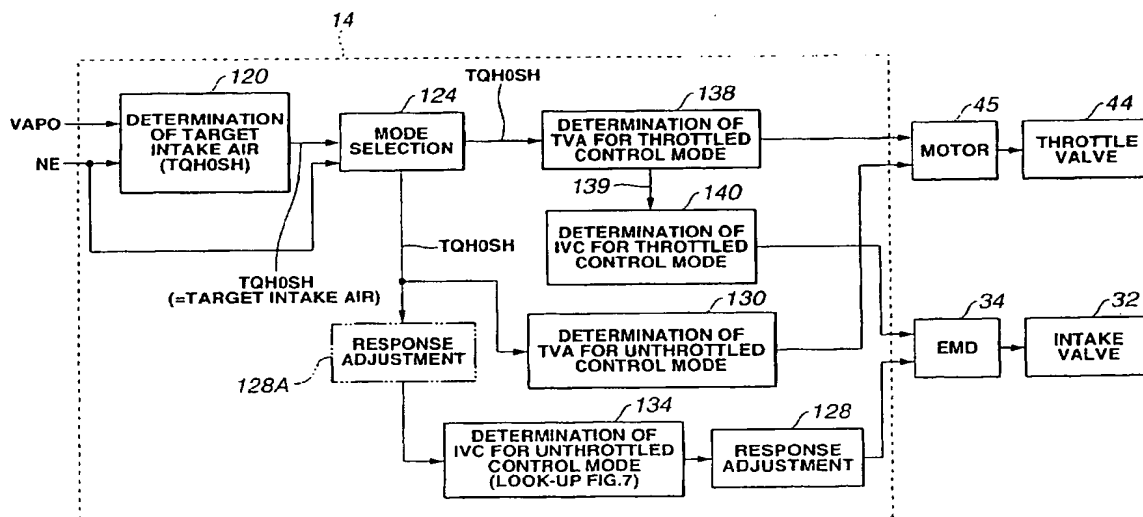 14
120
VAPO
NE
DETERMINATION
OF TARGET
INTAKE AIR
(TQH0SH)
124
MODE
SELECTION
TQH0SH
138
DETERMINATION OF
TVA FOR THROTTLED
CONTROL MODE
45
MOTOR
44
THROTTLE
VALVE
139
140
DETERMINATION OF
IVC FOR THROTTLED
CONTROL MODE
TQH0SH
TQH0SH
(=TARGET INTAKE AIR)
130
DETERMINATION OF
TVA FOR UNTHROTTLED
CONTROL MODE
34
EMD
32
INTAKE
VALVE
RESPONSE
ADJUSTMENT
128A
134
DETERMINATION OF
IVC FOR UNTHROTTLED
CONTROL MODE
(LOOK-UP FIG.7)
128
RESPONSE
ADJUSTMENT